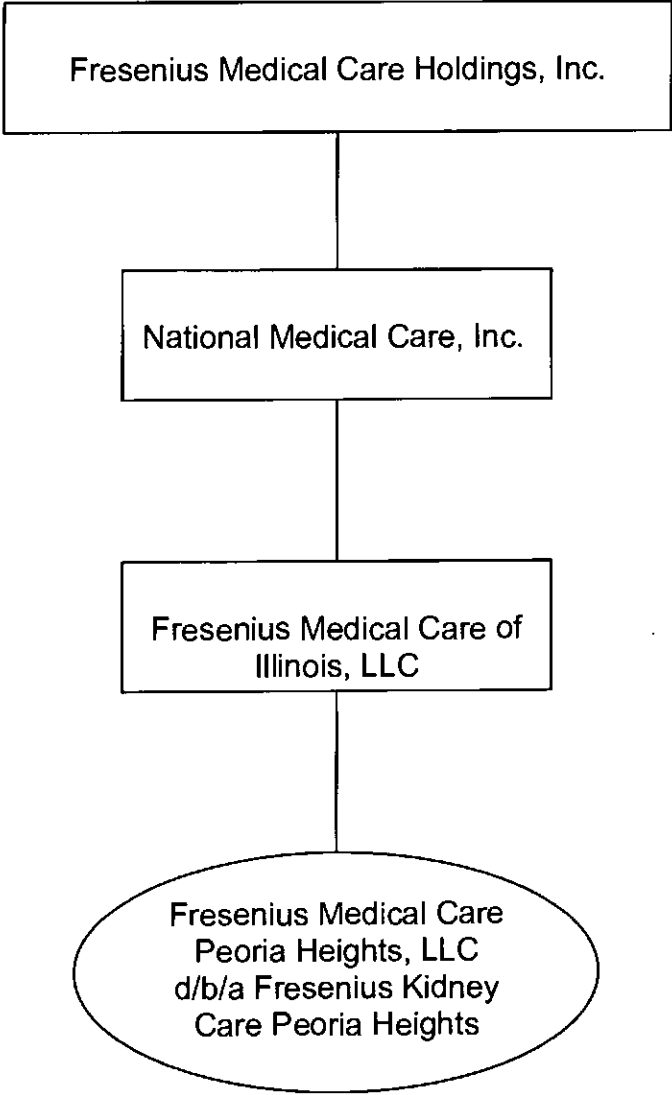 Fresenius Medical Care Holdings, Inc.
National Medical Care, Inc.
Fresenius Medical Care of
Illinois, LLC
Fresenius Medical Care
Peoria Heights, LLC
d/b/a Fresenius Kidney
Care Peoria Heights